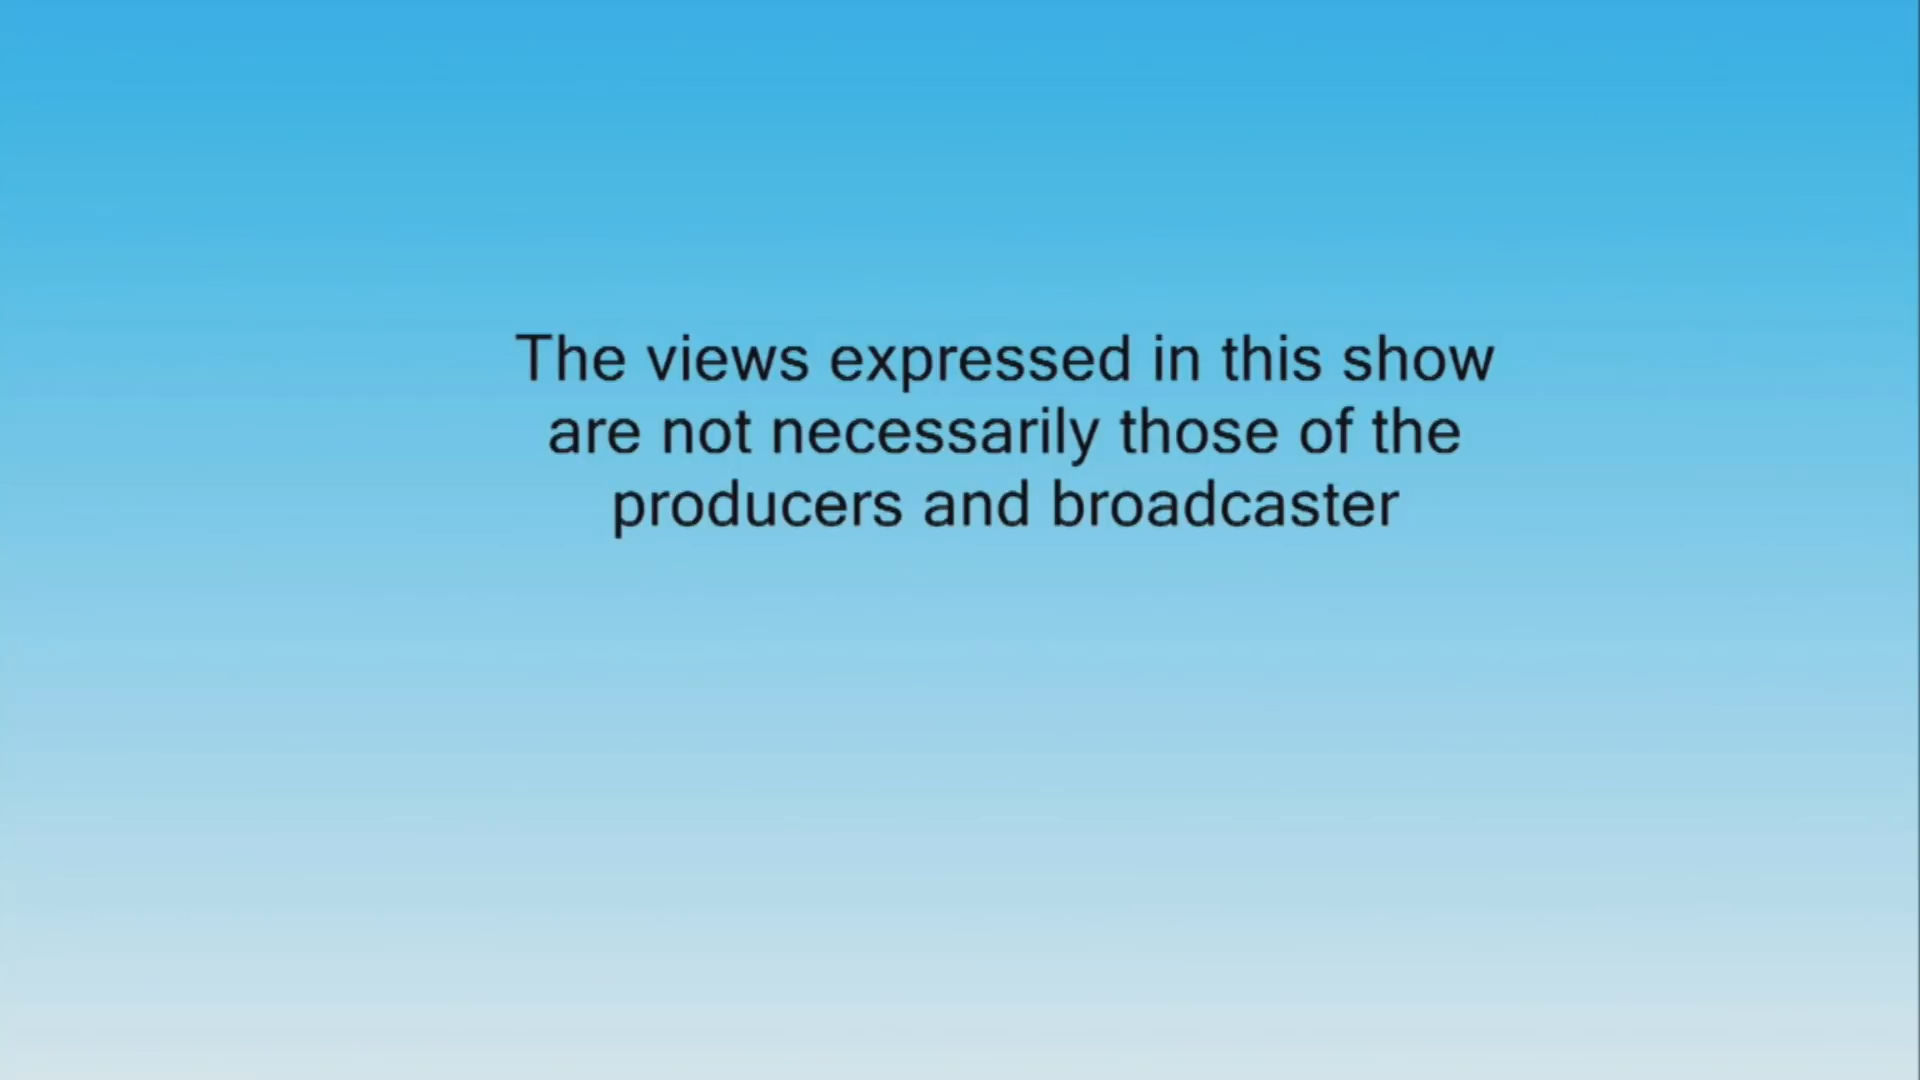 The views expressed in this show
are not necessarily those of the
producers and broadcaster